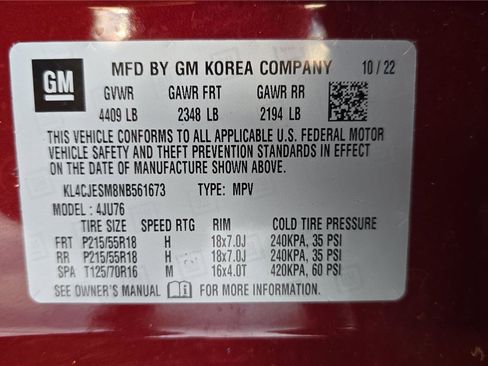 GM
MFD BY GM KOREA COMPANY 10 / 22
GVWR GAWR FRT GAWR RR
4409 LB 2348 LB 2194 LB
THIS VEHICLE CONFORMS TO ALL APPLICABLE U.S. FEDERAL MOTOR
VEHICLE SAFETY AND THEFT PREVENTION STANDARDS IN EFFECT ON THE
DATE OF MANUFACTURE SHOWN ABOVE.
KL4CJESM8NB561673 TYPE: MPV
MODEL : 4JU76
TIRE SIZE SPEED RTG RIM COLD TIRE PRESSURE
FRT P215/55R18 H 18x7.0J 240KPA, 35 PSI
RR P215/55R18 H 18x7.0J 240KPA, 35 PSI
SPA T125/70R16 M 16x4.0T 420KPA, 60 PSI
SEE OWNER'S MANUAL FOR MORE INFORMATION.